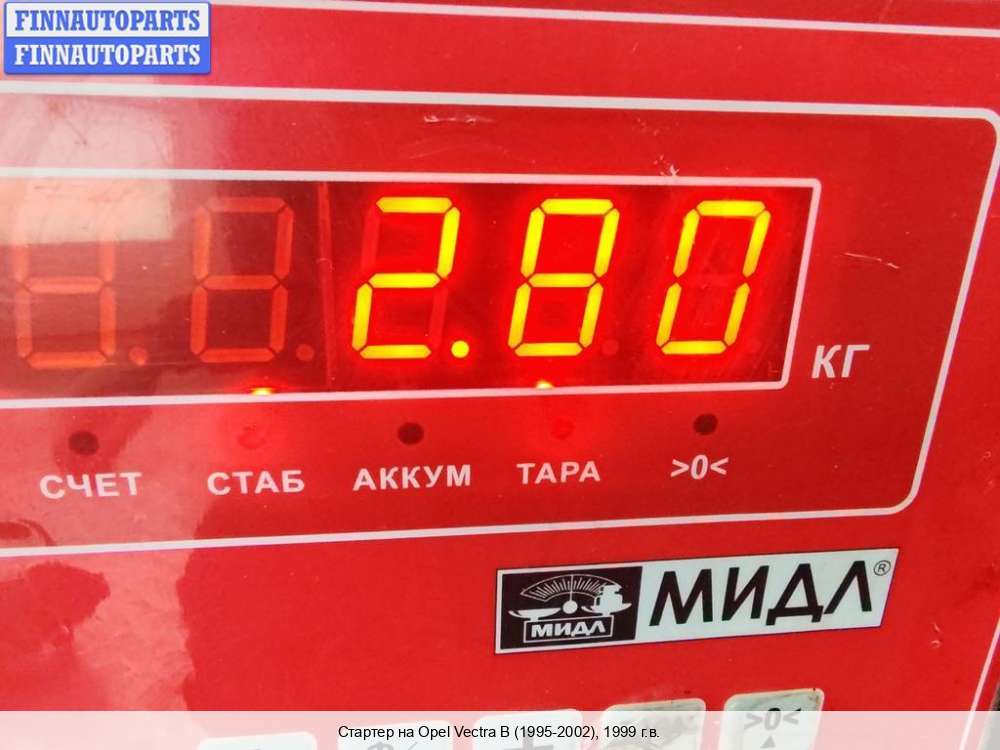 FINNAUTOPARTS
FINNAUTOPARTS
2.80
КГ
СЧЕТ СТАБ АККУМ ТАРА >0<
МИДЛ МИДЛ®
>0<
Стартер на Opel Vectra B (1995-2002), 1999 г.в.